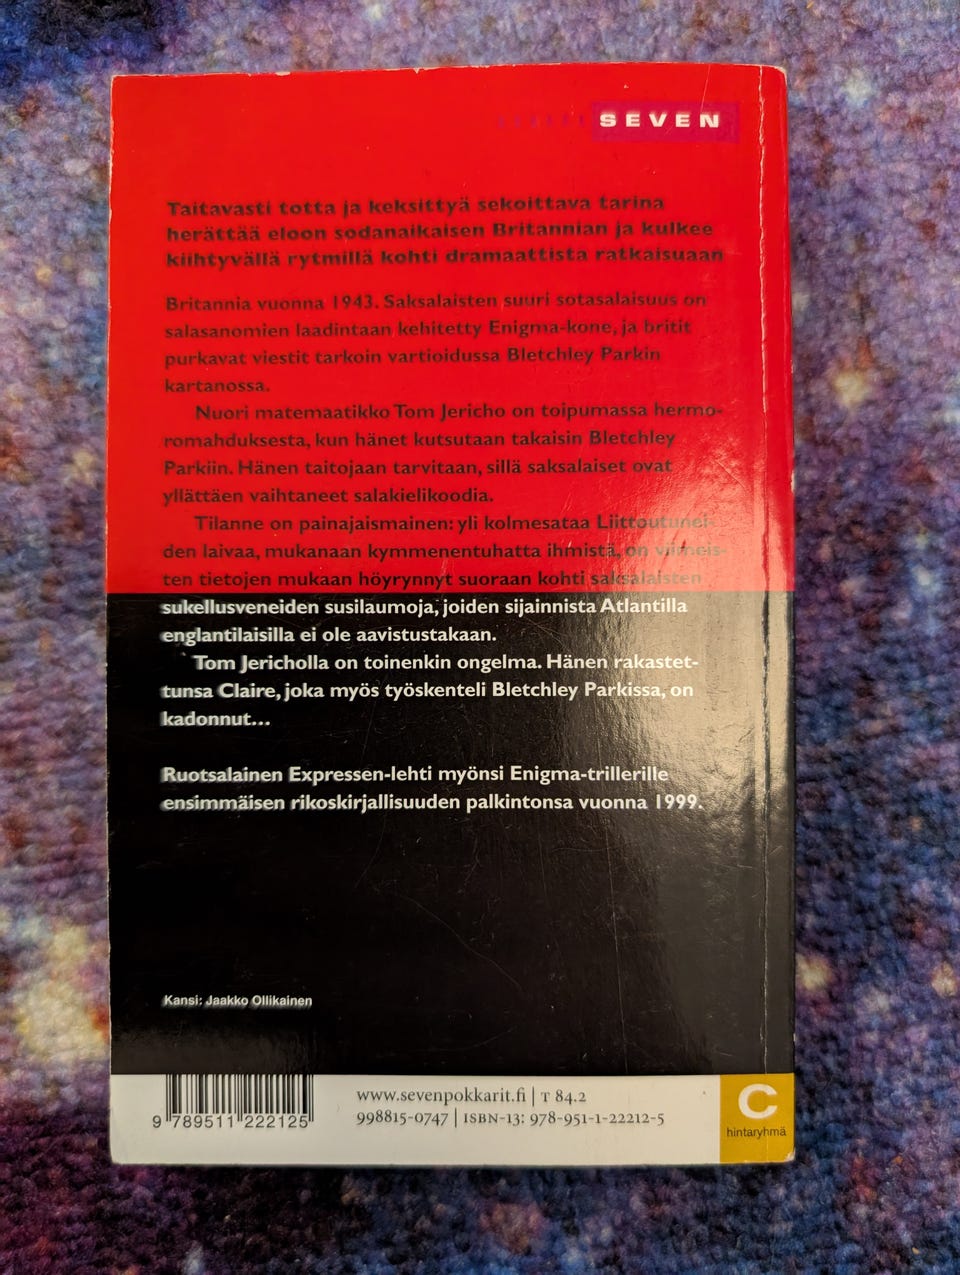 SEVEN
Taitavasti totta ja keksittyä sekoittava tarina
herättää eloon sodanaikaisen Britannian ja kulkee
kiihtyvällä rytmillä kohti dramaattista ratkaisuaan
Britannia vuonna 1943. Saksalaisten suuri sotasalaisuus on
salasanomien laadintaan kehitetty Enigma-kone, ja britit
purkavat viestit tarkoin vartioidussa Bletchley Parkin
kartanossa.
Nuori matemaatikko Tom Jericho on toipumassa hermo-
romahduksesta, kun hänet kutsutaan takaisin Bletchley
Parkiin. Hänen taitojaan tarvitaan, sillä saksalaiset ovat
yllättäen vaihtaneet salakielikoodia.
Tilanne on painajaismainen: yli kolmesataa Liittoutunei-
den laivaa, mukanaan kymmenentuhatta ihmistä, on viimeis-
ten tietojen mukaan höyrynnyt suoraan kohti saksalaisten
sukellusveneiden susilaumoja, joiden sijainnista Atlantilla
englantilaisilla ei ole aavistustakaan.
Tom Jericholla on toinenkin ongelma. Hänen rakastet-
tunsa Claire, joka myös työskenteli Bletchley Parkissa, on
kadonnut...
Ruotsalainen Expressen-lehti myönsi Enigma-trillerille
ensimmäisen rikoskirjallisuuden palkintonsa vuonna 1999.
Kansi: Jaakko Ollikainen
www.sevenpokkarit.fi | T 84.2
998815-0747 | ISBN-13: 978-951-1-22212-5
9 789511 222125
C
hintaryhmä